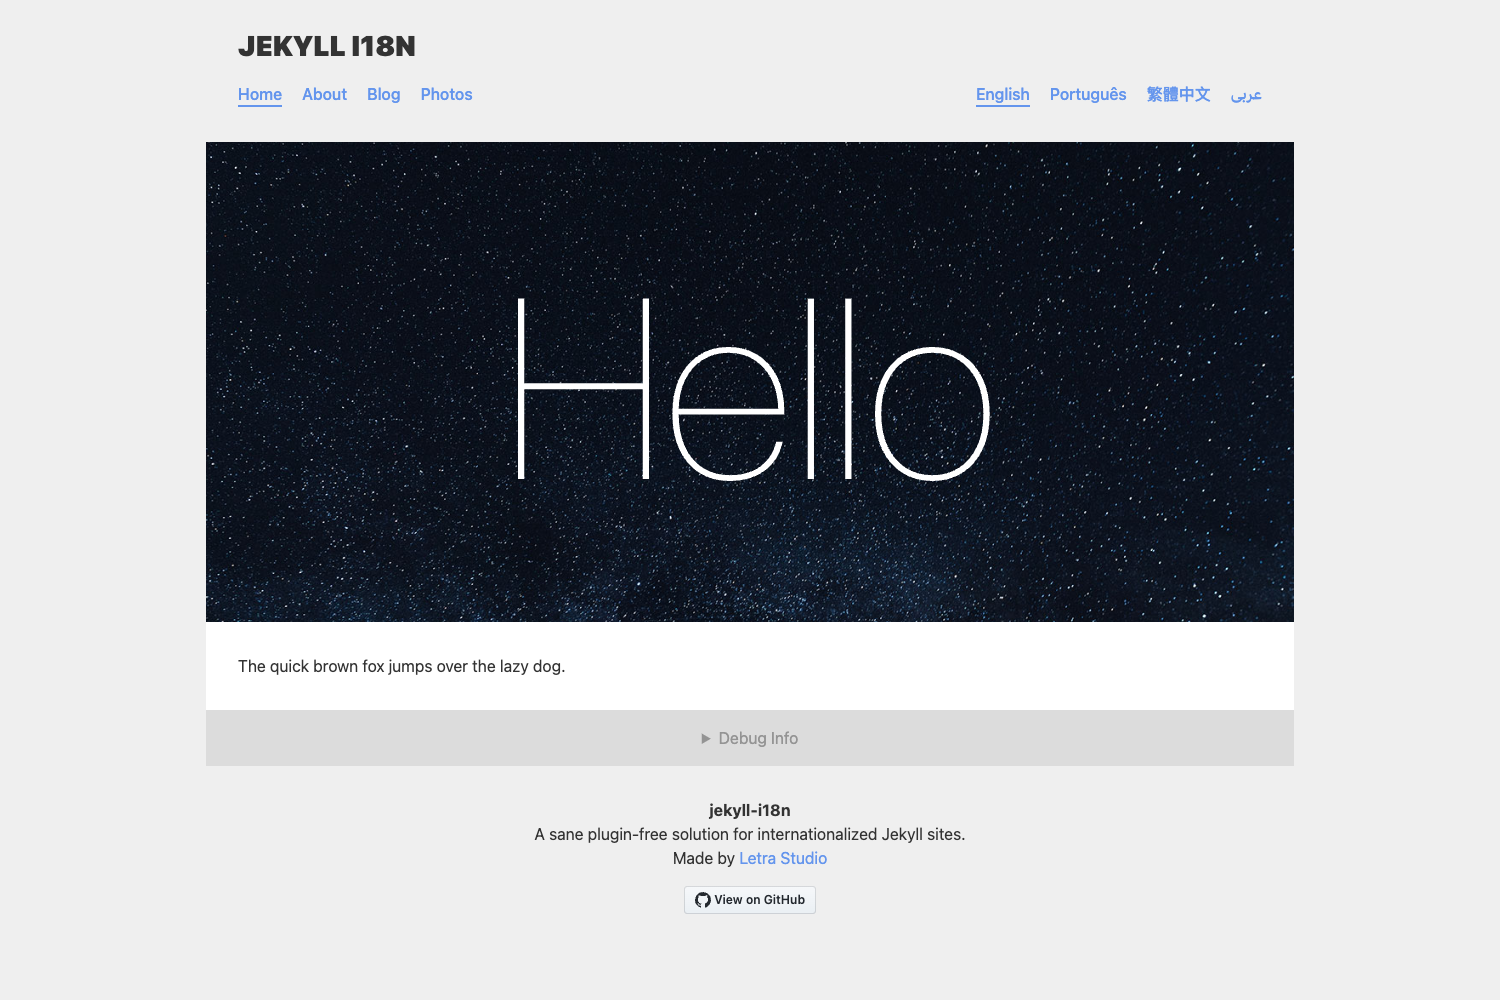 JEKYLL I18N
Home About Blog Photos English Português 繁體中文 عربى
Hello
The quick brown fox jumps over the lazy dog.
Debug Info
jekyll-i18n
A sane plugin-free solution for internationalized Jekyll sites.
Made by Letra Studio
View on GitHub